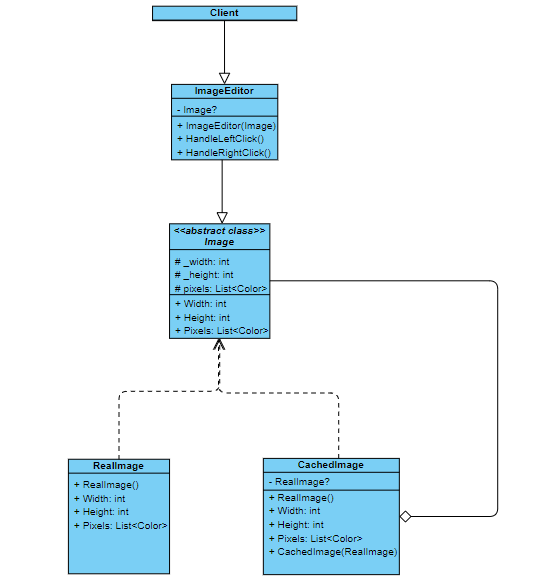 Client
ImageEditor
- Image?
+ ImageEditor(Image)
+ HandleLeftClick()
+ HandleRightClick()
<<abstract class>>
Image
# _width: int
# _height: int
# pixels: List<Color>
+ Width: int
+ Height: int
+ Pixels: List<Color>
RealImage
+ RealImage()
+ Width: int
+ Height: int
+ Pixels: List<Color>
CachedImage
- RealImage?
+ RealImage()
+ Width: int
+ Height: int
+ Pixels: List<Color>
+ CachedImage(RealImage)